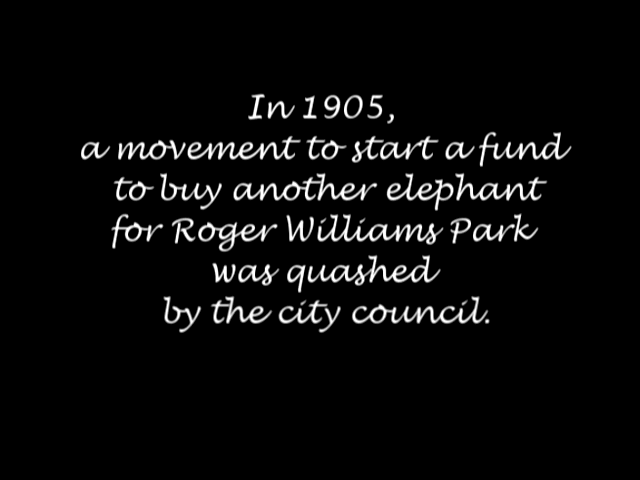 In 1905,
a movement to start a fund
to buy another elephant
for Roger Williams Park
was quashed
by the city council.